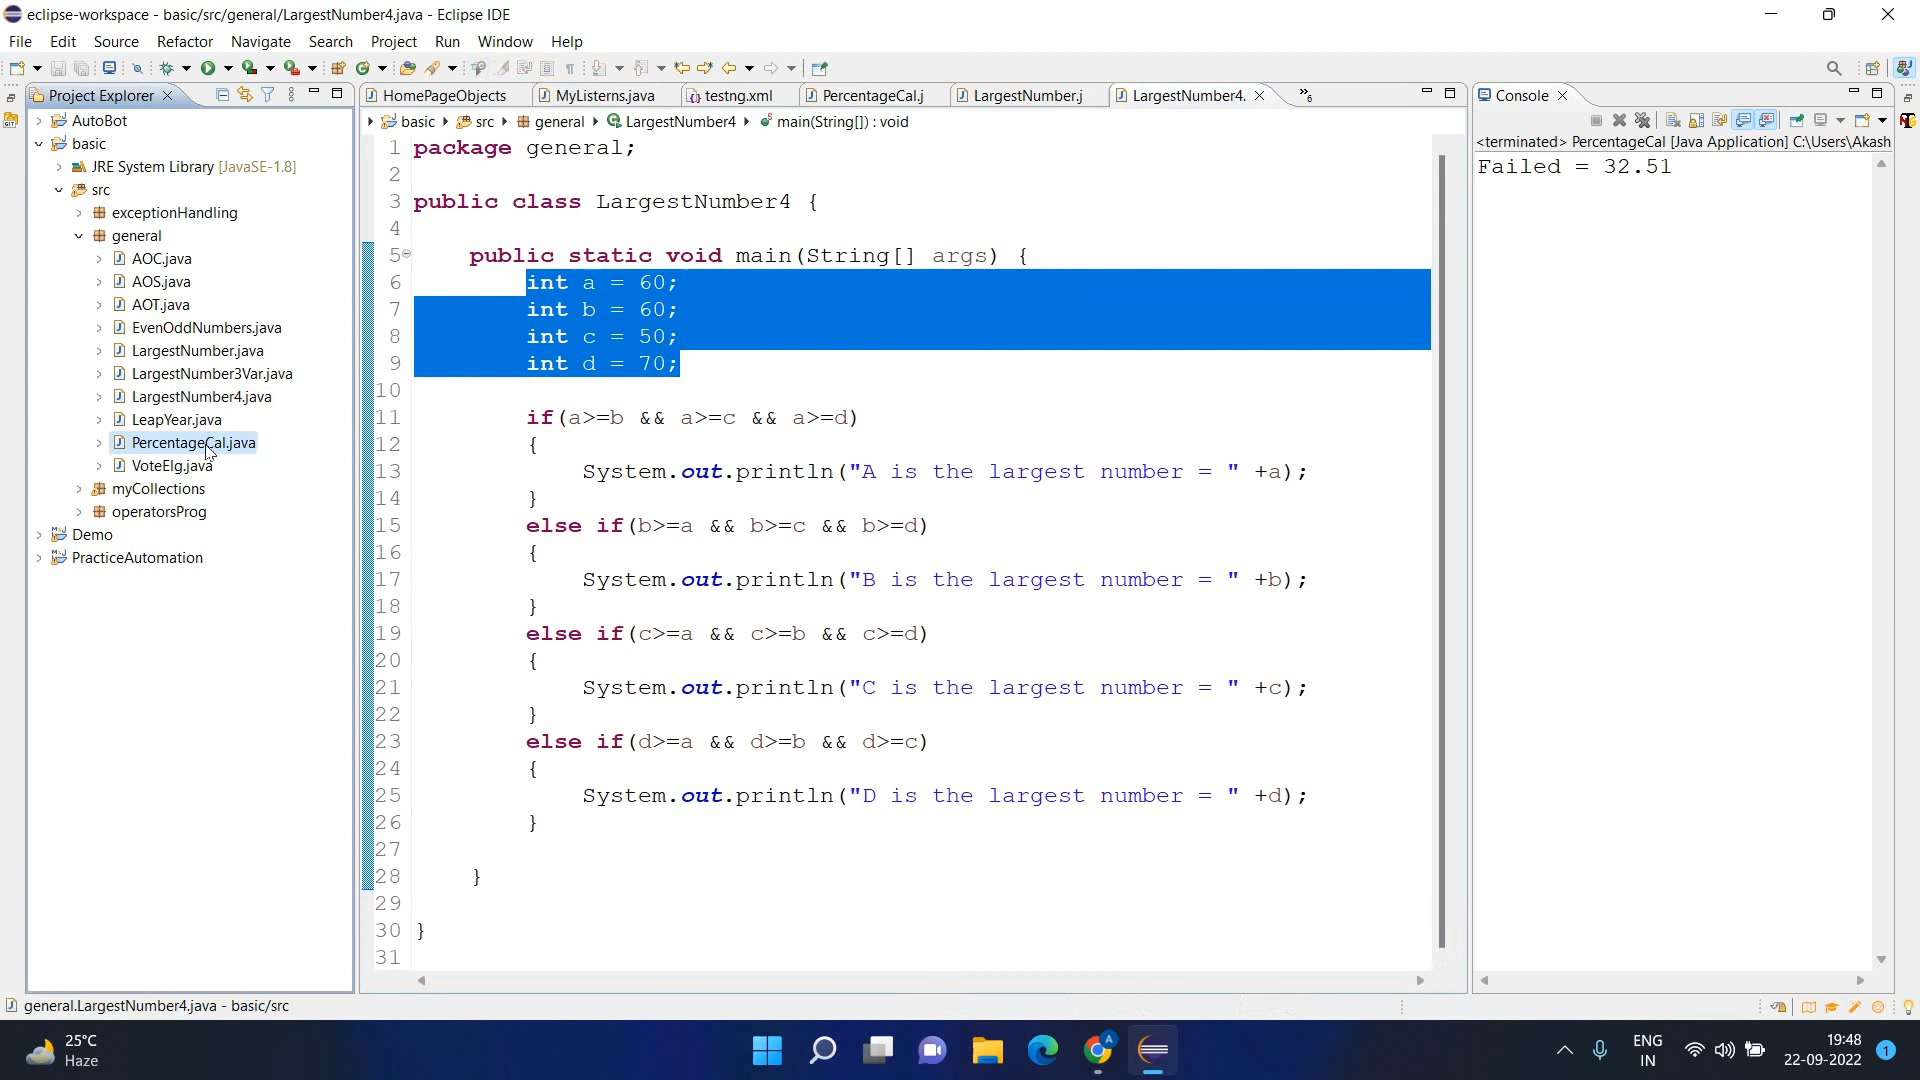 eclipse-workspace - basic/src/general/LargestNumber4.java - Eclipse IDE
File Edit Source Refactor Navigate Search Project Run Window Help
Project Explorer
HomePageObjects
MyListerns.java
testng.xml
PercentageCal.j
LargestNumber.j
LargestNumber4.
»6
Console
AutoBot
basic
JRE System Library [JavaSE-1.8]
src
exceptionHandling
general
AOC.java
AOS.java
AOT.java
EvenOddNumbers.java
LargestNumber.java
LargestNumber3Var.java
LargestNumber4.java
LeapYear.java
PercentageCal.java
VoteElg.java
myCollections
operatorsProg
Demo
PracticeAutomation
basic src general LargestNumber4 main(String[]) : void
1 package general;
2
3 public class LargestNumber4 {
4
5 public static void main(String[] args) {
6 int a = 60;
7 int b = 60;
8 int c = 50;
9 int d = 70;
10
11 if(a>=b && a>=c && a>=d)
12 {
13 System.out.println("A is the largest number = " +a);
14 }
15 else if(b>=a && b>=c && b>=d)
16 {
17 System.out.println("B is the largest number = " +b);
18 }
19 else if(c>=a && c>=b && c>=d)
20 {
21 System.out.println("C is the largest number = " +c);
22 }
23 else if(d>=a && d>=b && d>=c)
24 {
25 System.out.println("D is the largest number = " +d);
26 }
27
28 }
29
30 }
31
<terminated> PercentageCal [Java Application] C:\Users\Akash
Failed = 32.51
general.LargestNumber4.java - basic/src
25°C
Haze
ENG
IN
19:48
22-09-2022
1